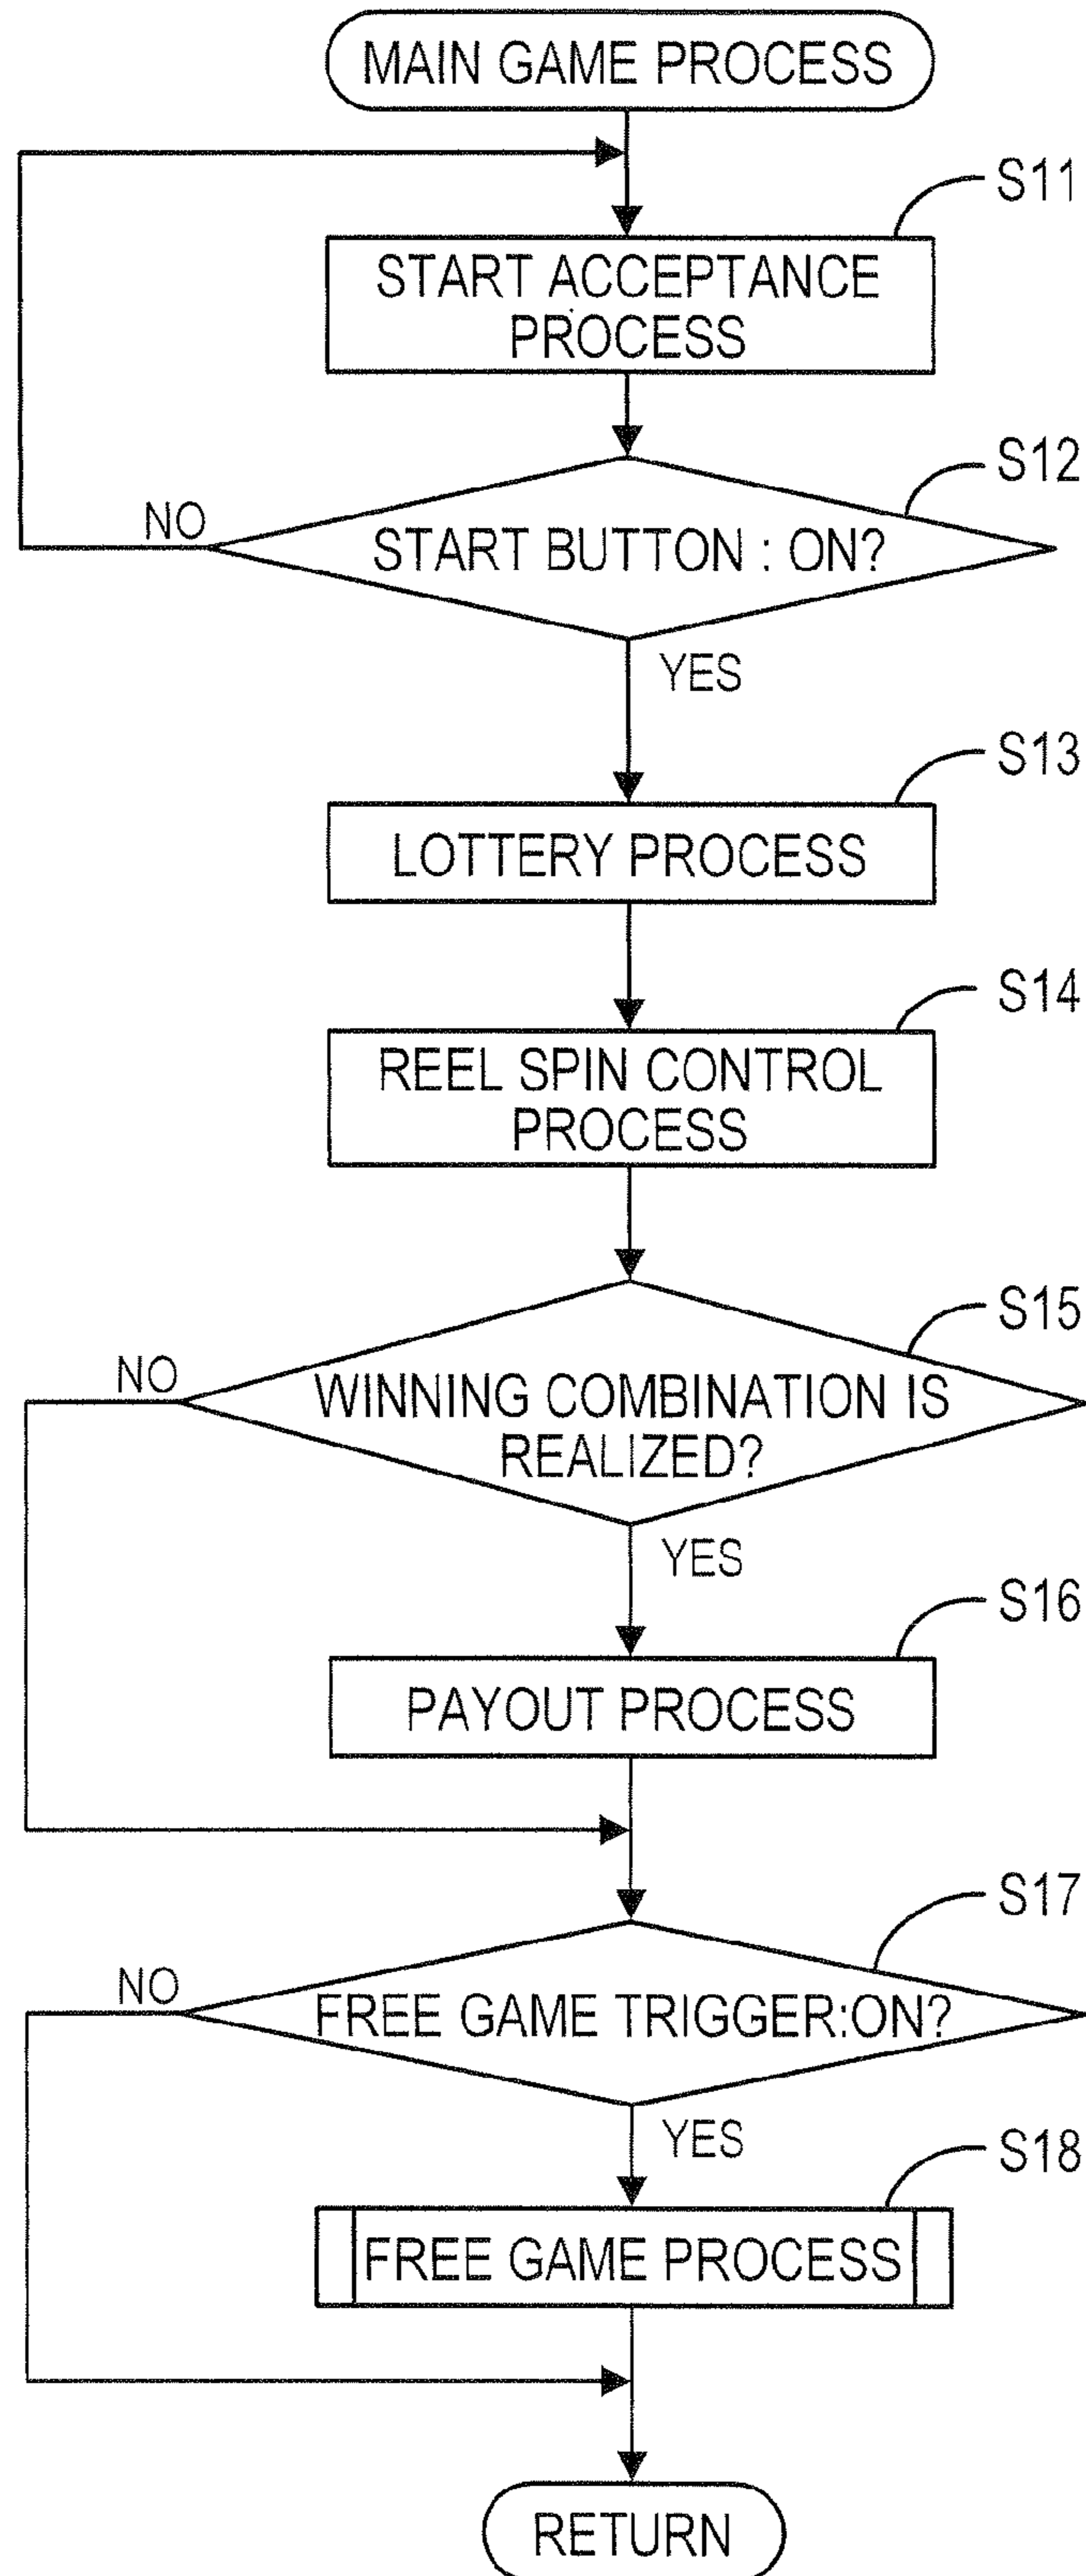 MAIN GAME PROCESS
S11
START ACCEPTANCE
PROCESS
S12
NO
START BUTTON : ON?
YES
S13
LOTTERY PROCESS
S14
REEL SPIN CONTROL
PROCESS
S15
NO
WINNING COMBINATION IS
REALIZED?
YES
S16
PAYOUT PROCESS
S17
NO
FREE GAME TRIGGER:ON?
YES
S18
FREE GAME PROCESS
RETURN